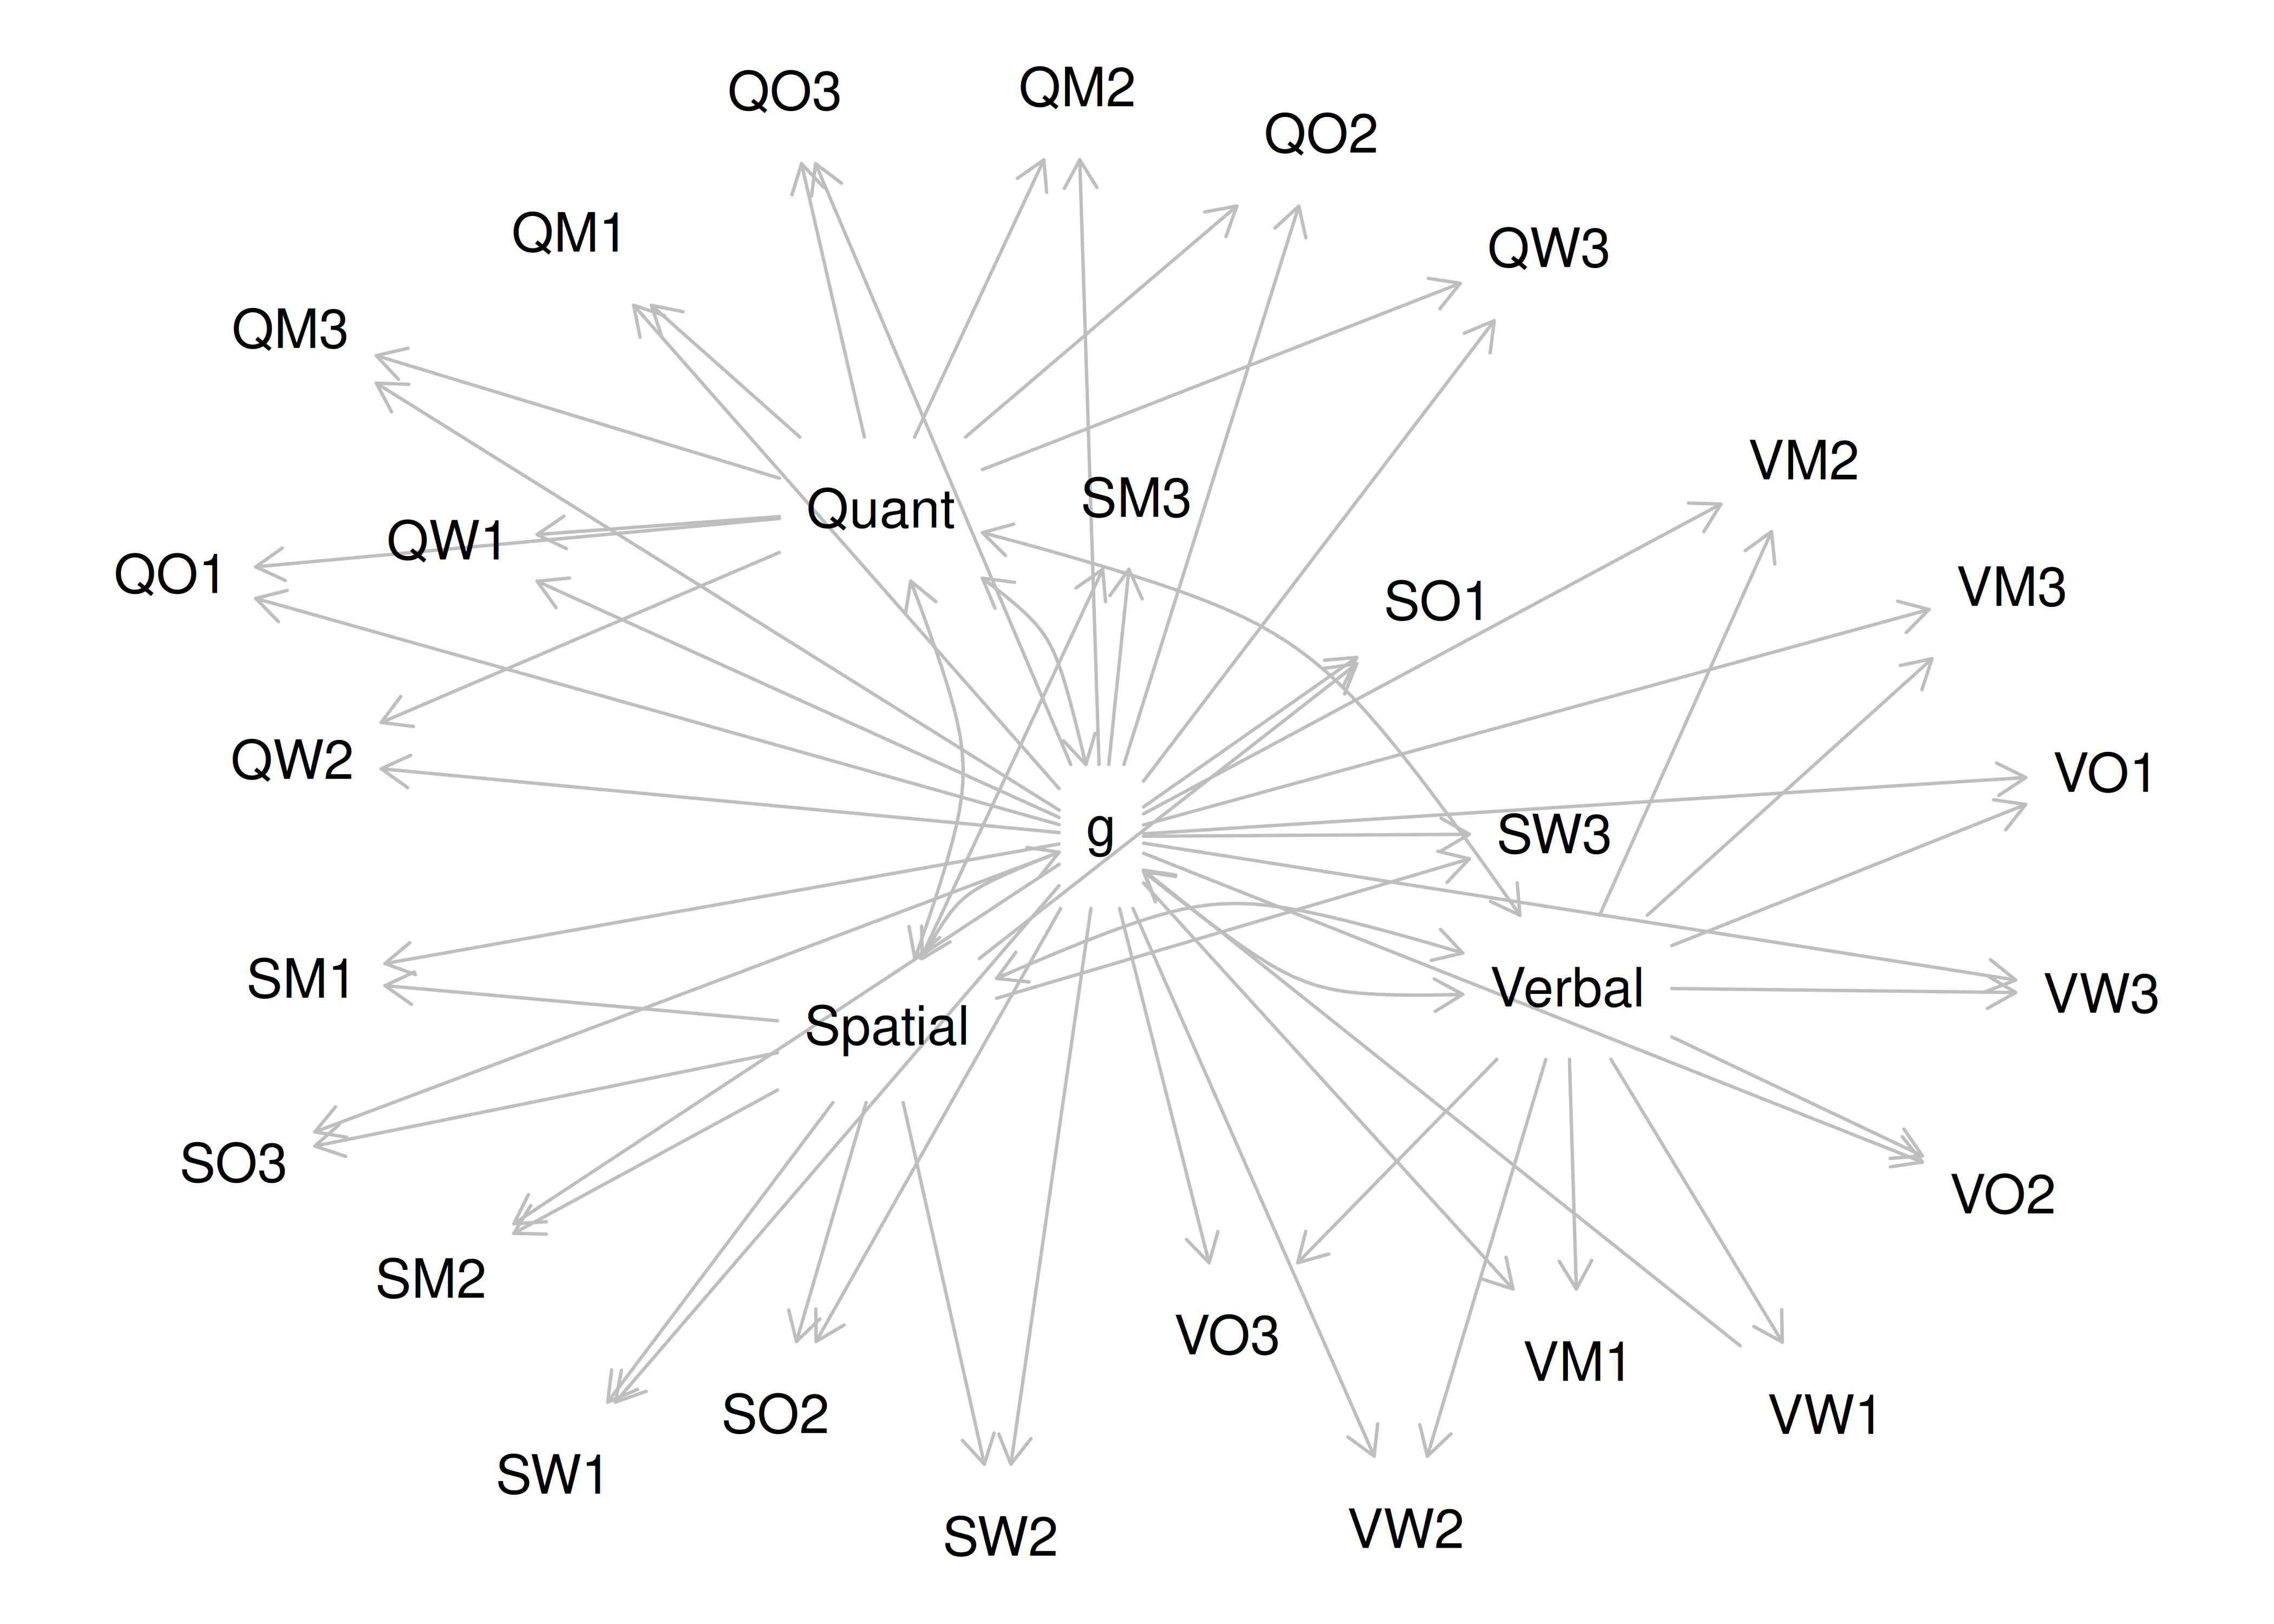 QO3
QM2
QO2
QM1
QW3
QM3
VM2
Quant
SM3
QW1
QO1
SO1
VM3
QW2
VO1
g
SW3
SM1
Verbal
VW3
Spatial
SO3
VO2
SM2
VO3
VM1
SO2
VW1
SW1
SW2
VW2